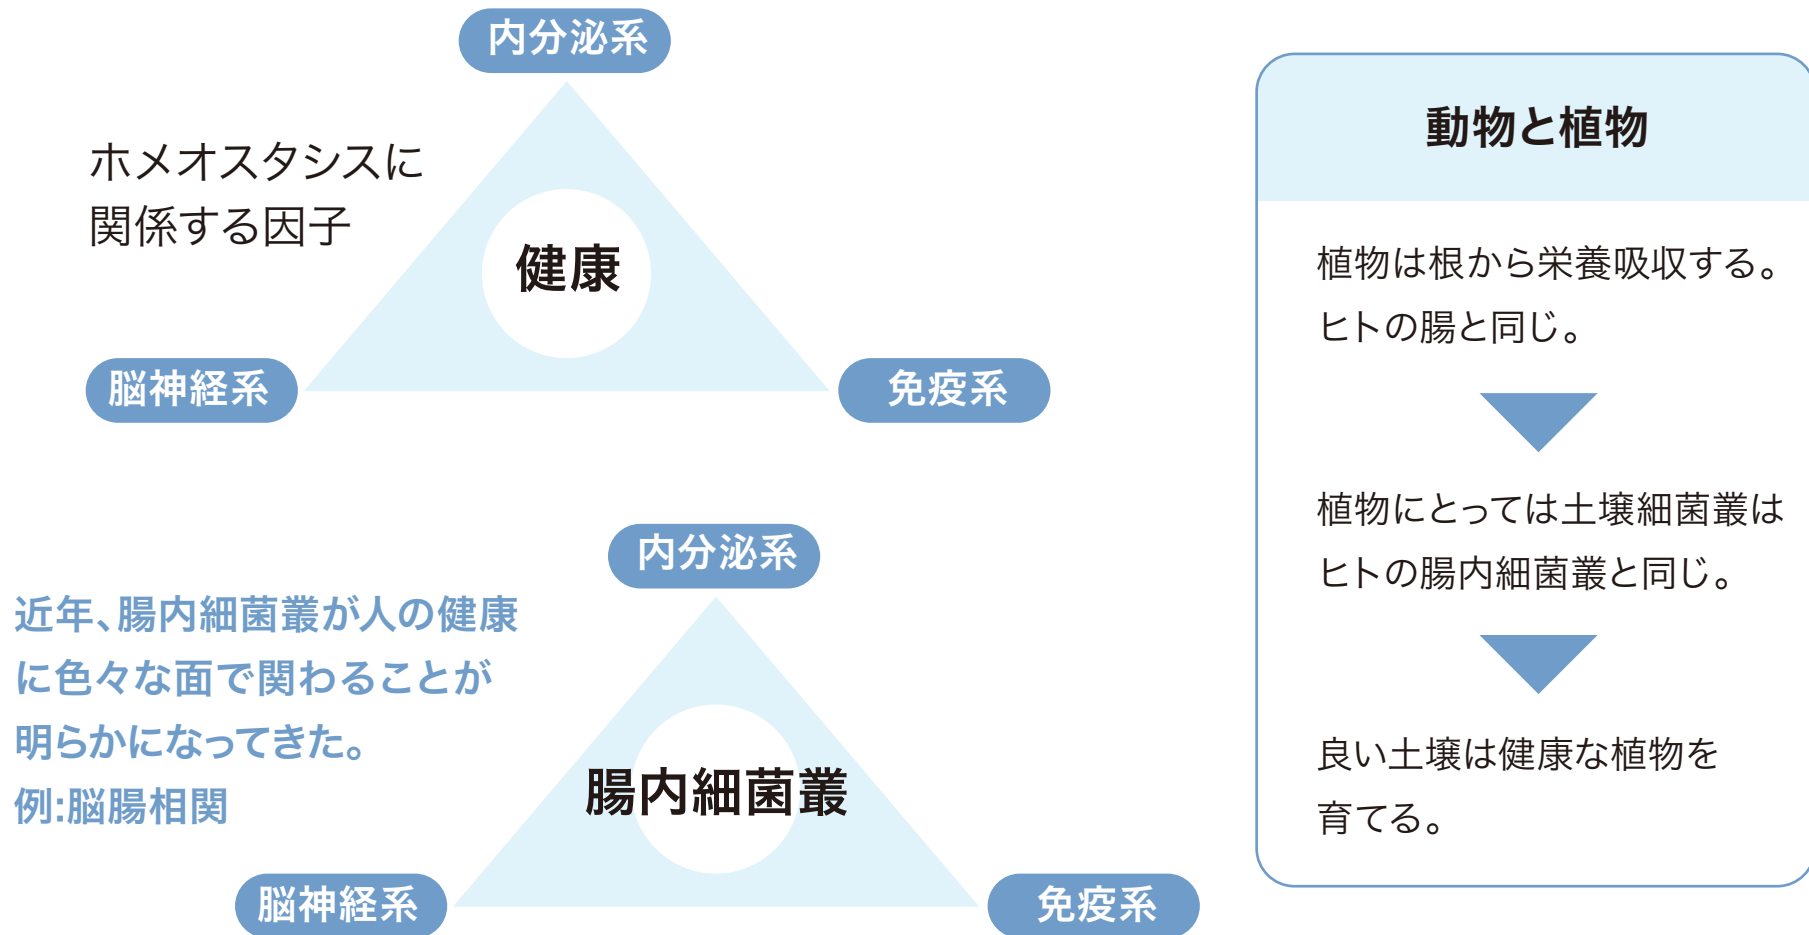 内分泌系
ホメオスタシスに
関係する因子
健康
脳神経系
免疫系
内分泌系
近年、腸内細菌叢が人の健康
に色々な面で関わることが
明らかになってきた。
例:脳腸相関
腸内細菌叢
脳神経系
免疫系
動物と植物
植物は根から栄養吸収する。
ヒトの腸と同じ。
植物にとっては土壌細菌叢は
ヒトの腸内細菌叢と同じ。
良い土壌は健康な植物を
育てる。